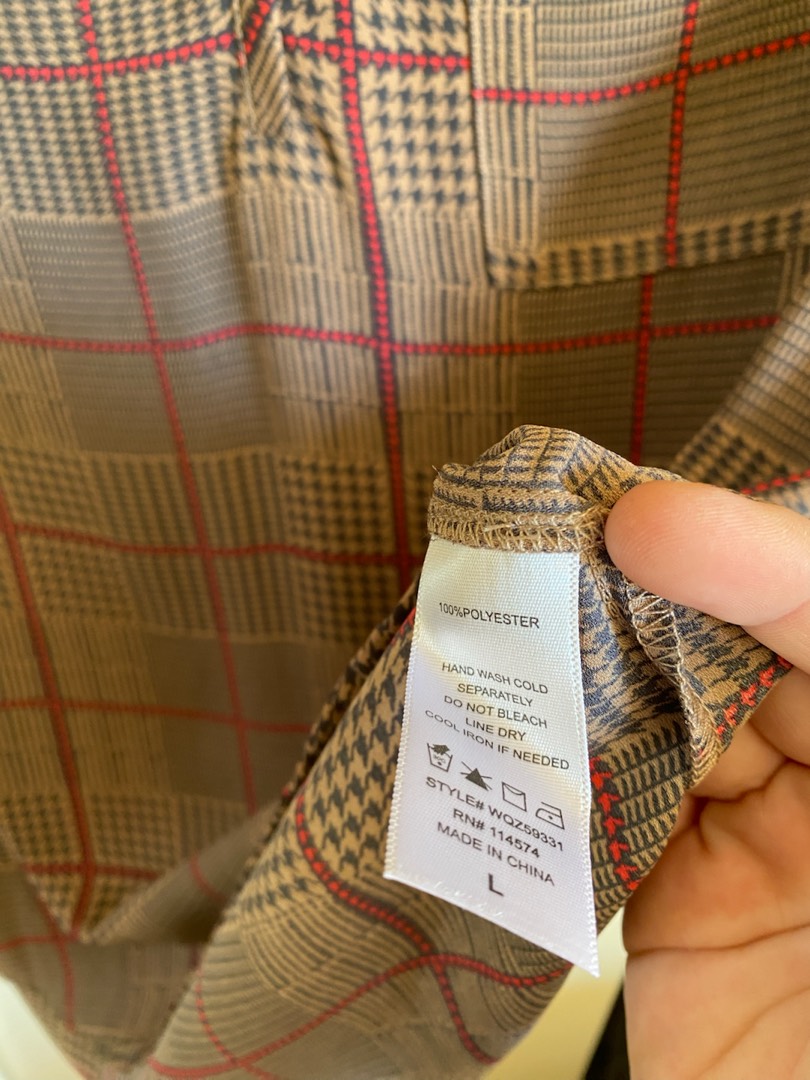 100%POLYESTER
HAND WASH COLD
SEPARATELY
DO NOT BLEACH
LINE DRY
COOL IRON IF NEEDED
STYLE# WQZ59331
RN# 114574
MADE IN CHINA
L